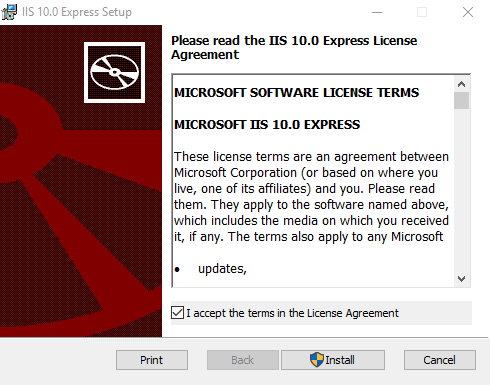 IIS 10.0 Express Setup
Please read the IIS 10.0 Express License
Agreement
MICROSOFT SOFTWARE LICENSE TERMS
MICROSOFT IIS 10.0 EXPRESS
These license terms are an agreement between
Microsoft Corporation (or based on where you
live, one of its affiliates) and you. Please read
them. They apply to the software named above,
which includes the media on which you received
it, if any. The terms also apply to any Microsoft
• updates,
I accept the terms in the License Agreement
Print Back Install Cancel